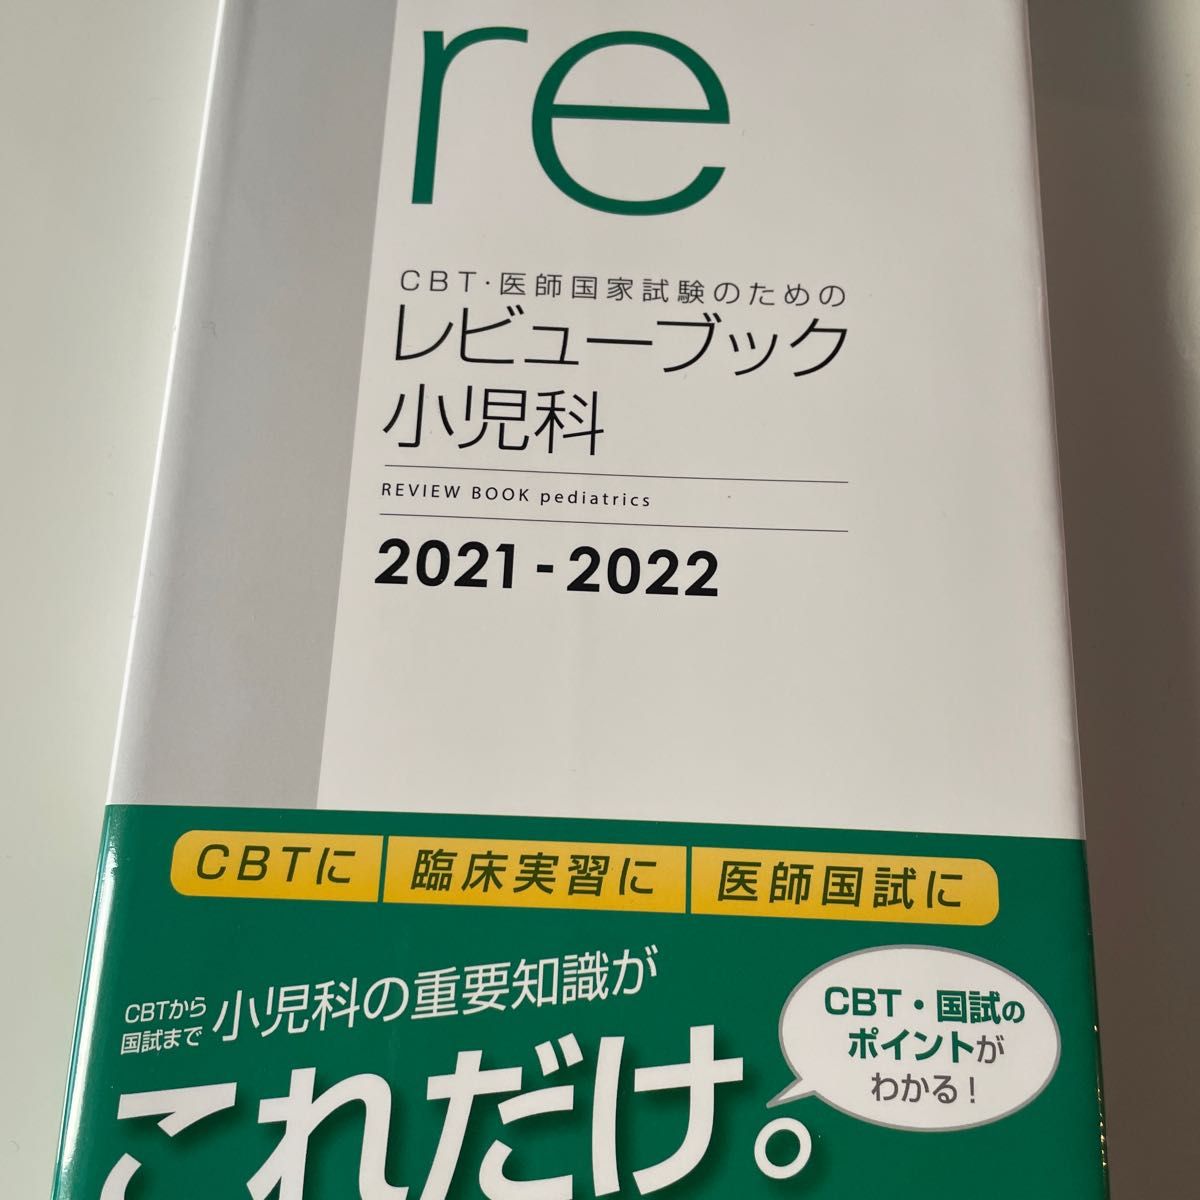 re
CBT・医師国家試験のための
レビューブック
小児科
REVIEW BOOK pediatrics
2021-2022
CBTに 臨床実習に 医師国試に
CBTから
国試まで
小児科の重要知識が
これだけ。
CBT・国試の
ポイントが
わかる!